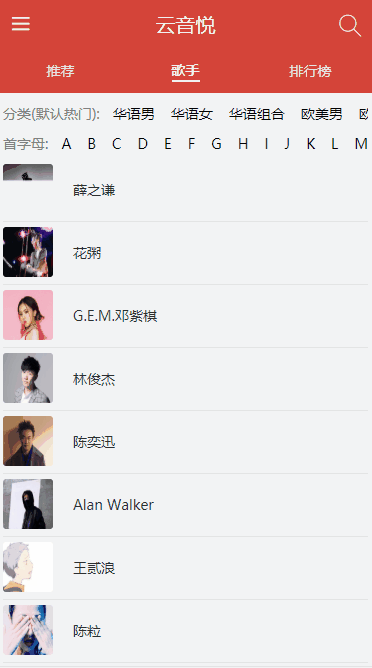 云音悦
推荐 歌手 排行榜
分类(默认热门): 华语男 华语女 华语组合 欧美男
首字母: A B C D E F G H I J K L M
薛之谦
花粥
G.E.M.邓紫棋
林俊杰
陈奕迅
Alan Walker
王贰浪
陈粒